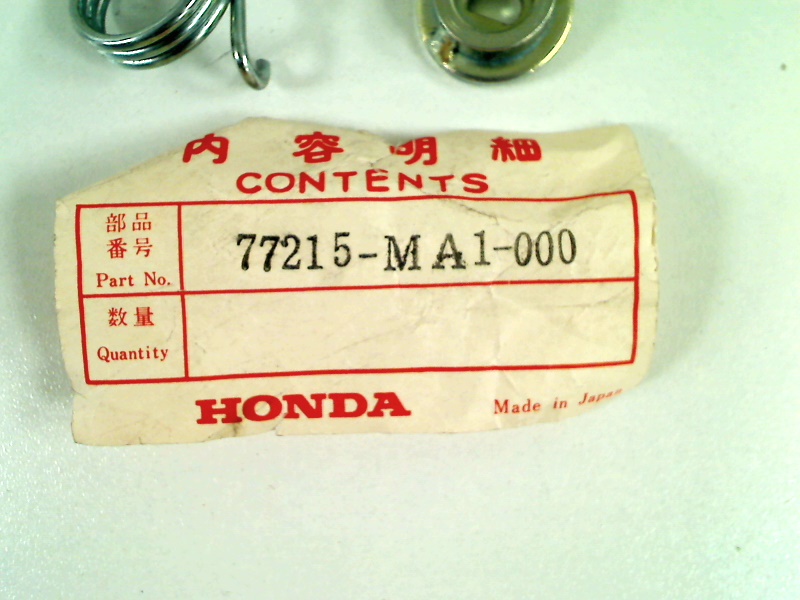 内容明細
CONTENTS
部品
番号
Part No.
77215-MA1-000
数量
Quantity
HONDA
Made in Japan